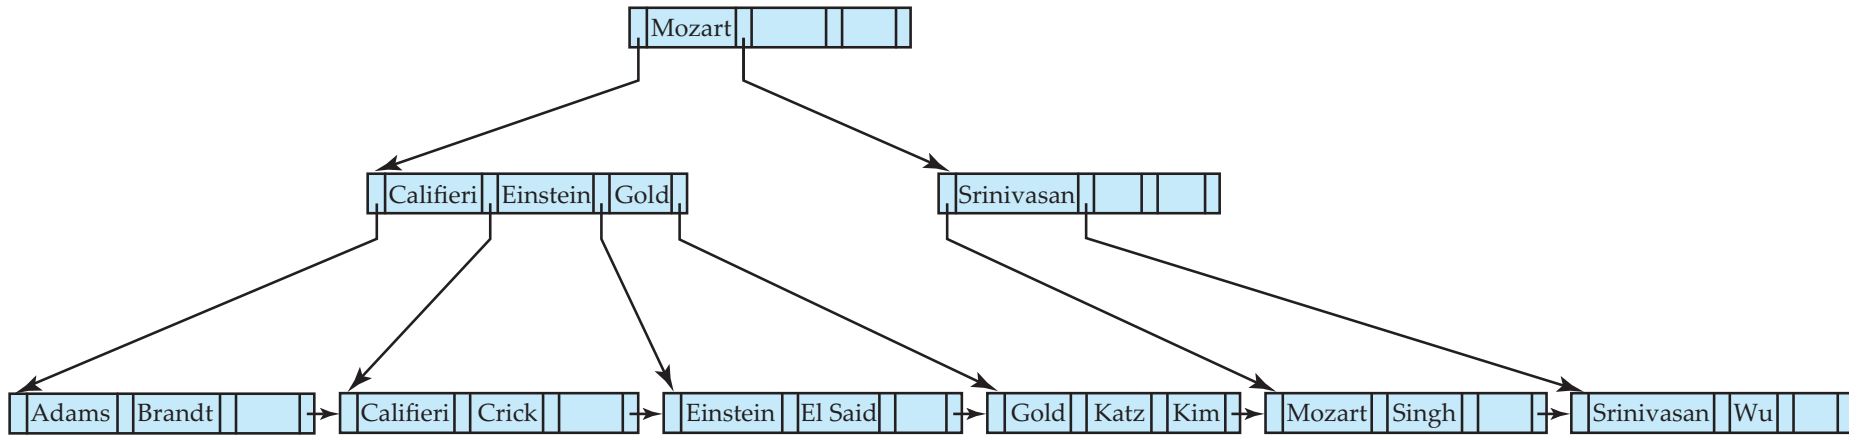 Mozart
Califieri Einstein Gold Srinivasan
Adams Brandt Califieri Crick Einstein El Said Gold Katz Kim Mozart Singh Srinivasan Wu